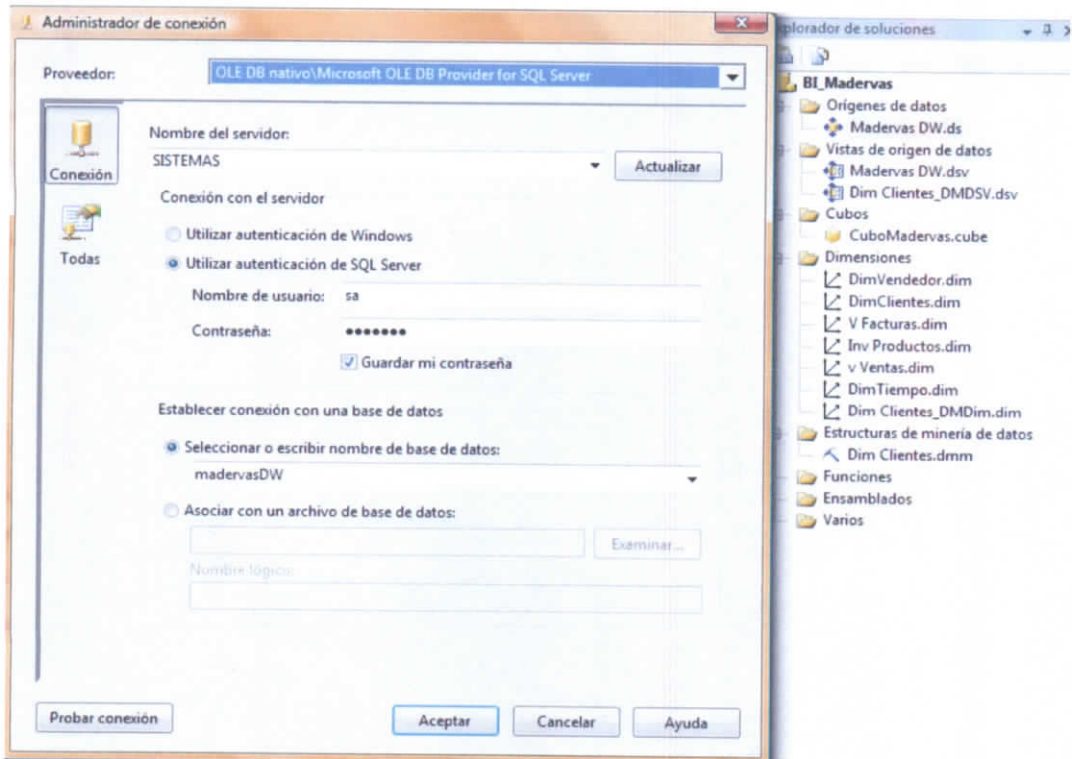 Administrador de conexión
Proveedor:
OLE DB nativo\Microsoft OLE DB Provider for SQL Server
Conexión
Todas
Nombre del servidor:
SISTEMAS
Actualizar
Conexión con el servidor
Utilizar autenticación de Windows
Utilizar autenticación de SQL Server
Nombre de usuario: sa
Contraseña: •••••••
Guardar mi contraseña
Establecer conexión con una base de datos
Seleccionar o escribir nombre de base de datos:
madervasDW
Asociar con un archivo de base de datos:
Examinar...
Nombre lógico:
Probar conexión
Aceptar
Cancelar
Ayuda
xplorador de soluciones
BI_Madervas
Orígenes de datos
Madervas DW.ds
Vistas de origen de datos
Madervas DW.dsv
Dim Clientes_DMDSV.dsv
Cubos
CuboMadervas.cube
Dimensiones
DimVendedor.dim
DimClientes.dim
V Facturas.dim
Inv Productos.dim
v Ventas.dim
DimTiempo.dim
Dim Clientes_DMDim.dim
Estructuras de minería de datos
Dim Clientes.dmm
Funciones
Ensamblados
Varios